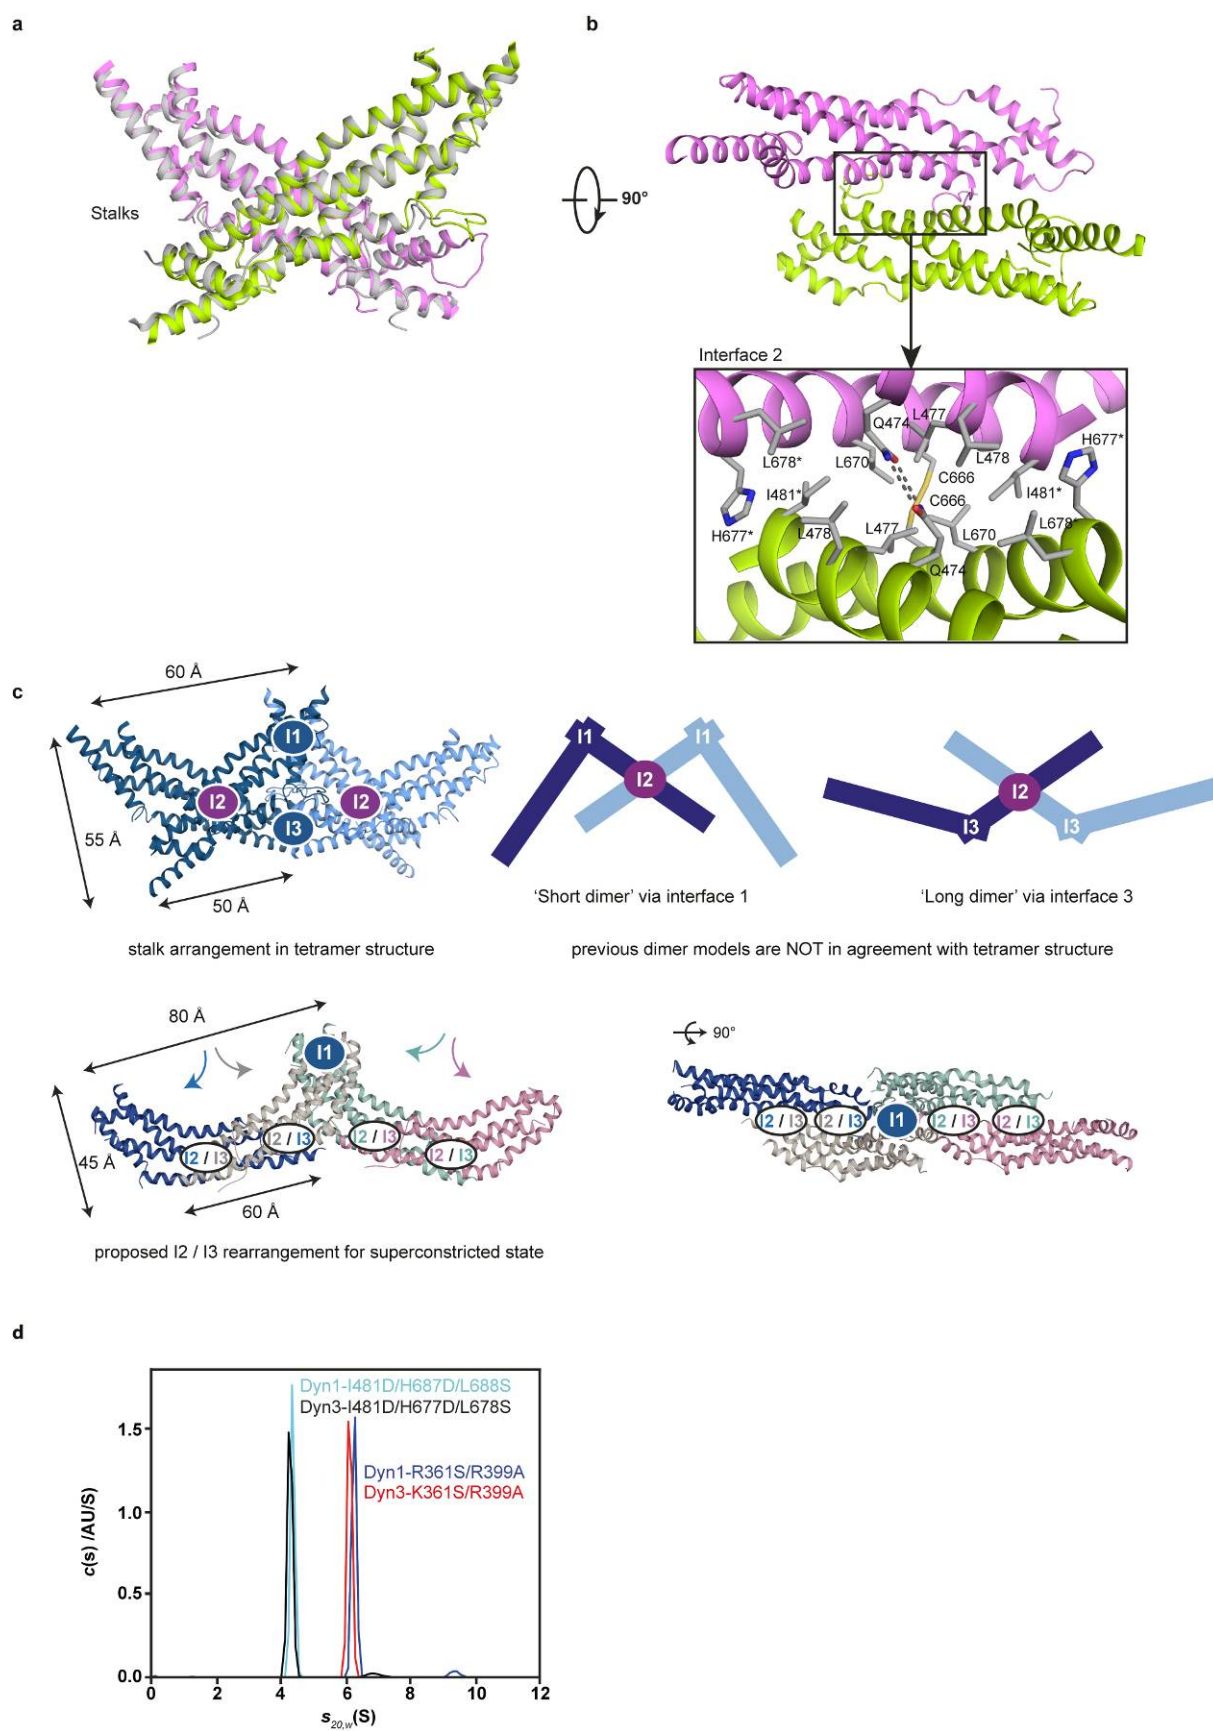 a
b
Stalks
90°
Interface 2
Q474
L477
L678*
L670
L478
H677*
C666
I481*
I481*
C666
H677*
L478
L477
L670
L678*
Q474
c
60 Å
I1
I2
I2
I3
55 Å
50 Å
stalk arrangement in tetramer structure
I1
I1
I2
'Short dimer' via interface 1
I2
I3
I3
'Long dimer' via interface 3
previous dimer models are NOT in agreement with tetramer structure
80 Å
I1
I2 / I3
I2 / I3
I2 / I3
I2 / I3
45 Å
60 Å
proposed I2 / I3 rearrangement for superconstricted state
90°
I2 / I3
I2 / I3
I1
I2 / I3
I2 / I3
d
Dyn1-I481D/H687D/L688S
Dyn3-I481D/H677D/L678S
Dyn1-R361S/R399A
Dyn3-K361S/R399A
c(s) /AU/S
1.5
1.0
0.5
0.0
0
2
4
6
8
10
12
s20,w(S)